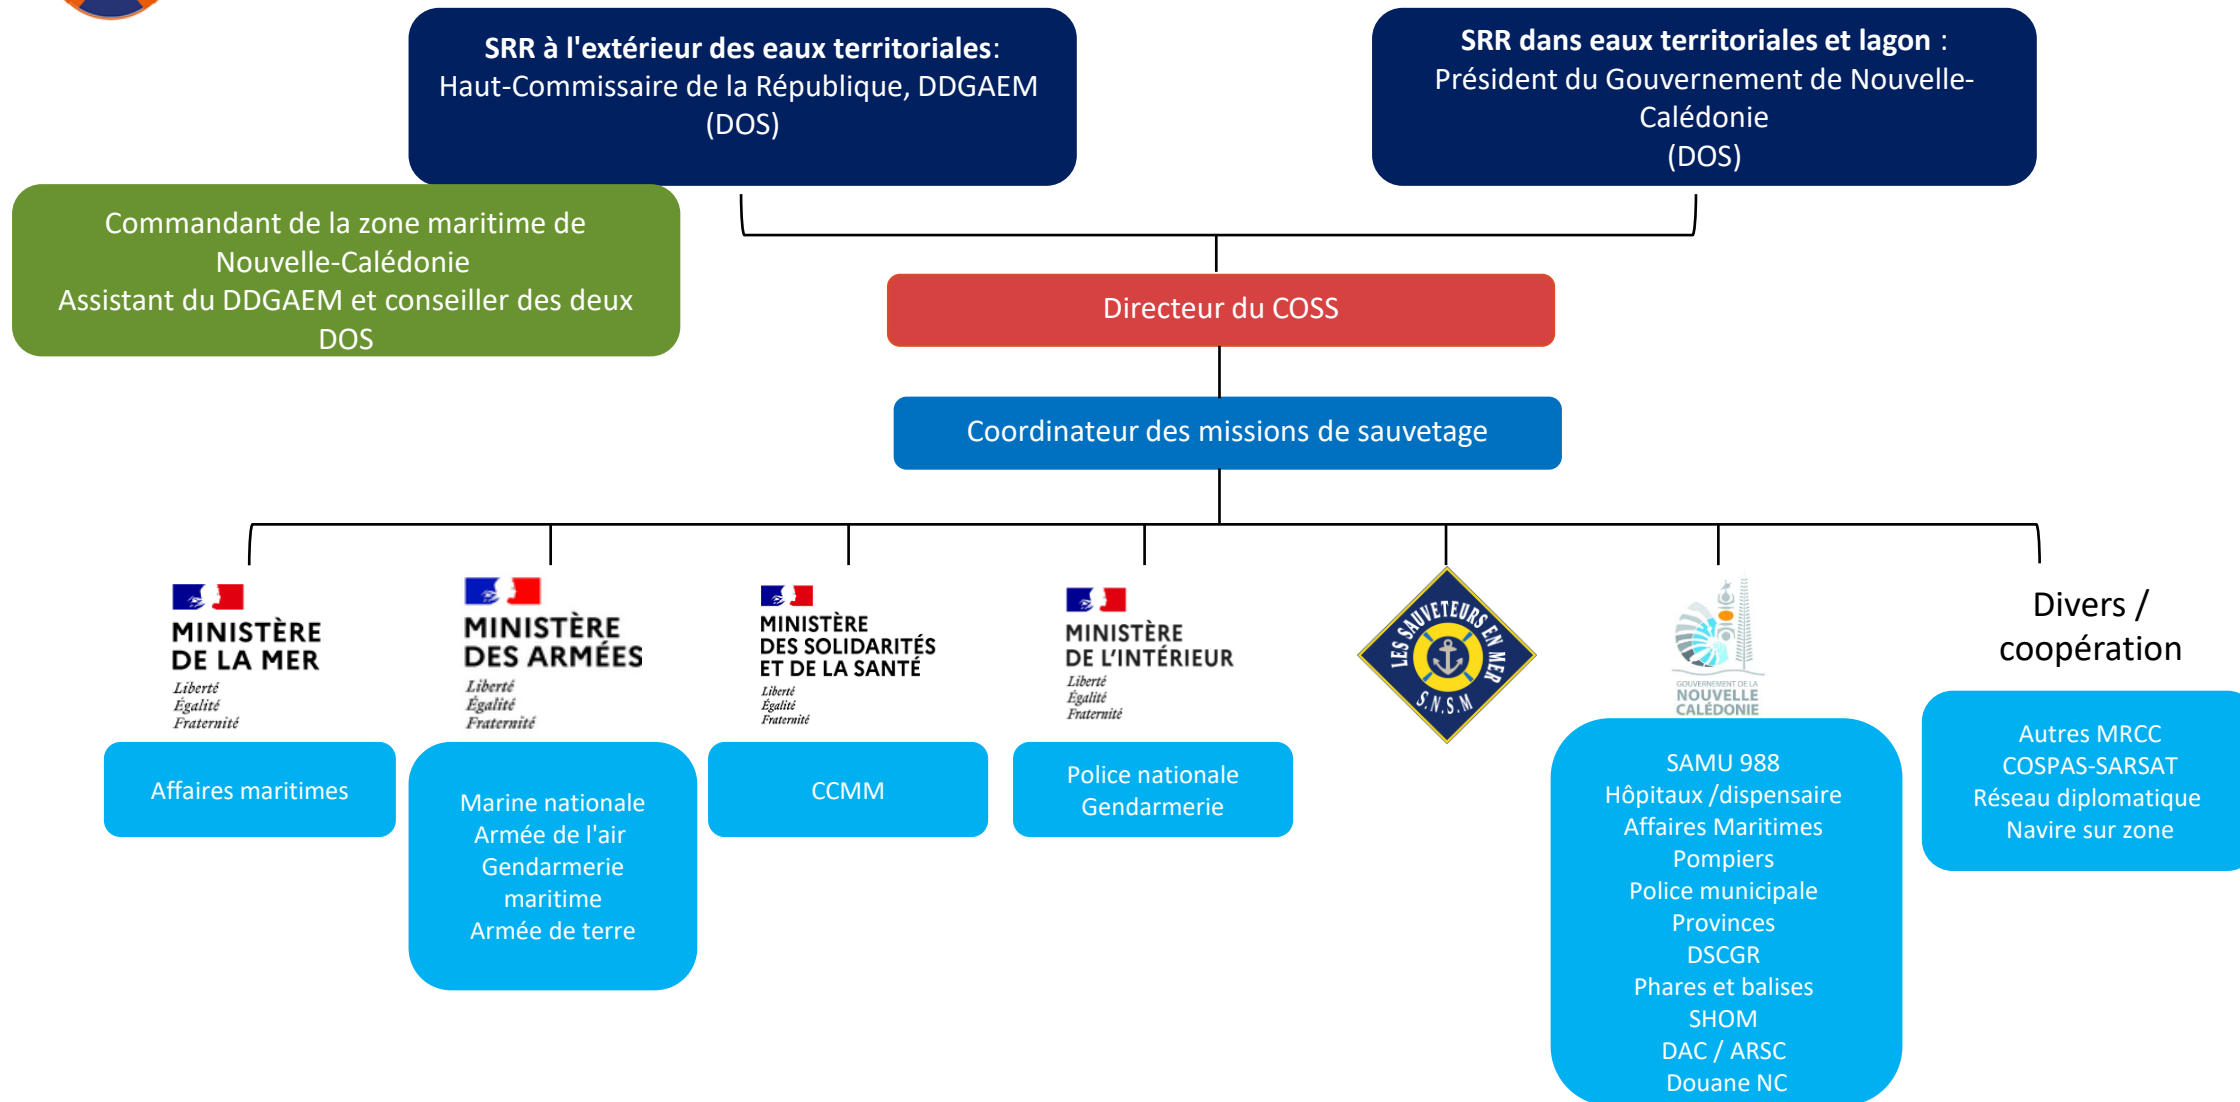 SRR à l'extérieur des eaux territoriales:
Haut-Commissaire de la République, DDGAEM
(DOS)
SRR dans eaux territoriales et lagon :
Président du Gouvernement de Nouvelle-
Calédonie
(DOS)
Commandant de la zone maritime de
Nouvelle-Calédonie
Assistant du DDGAEM et conseiller des deux
DOS
Directeur du COSS
Coordinateur des missions de sauvetage
MINISTÈRE
DE LA MER
Liberté
Égalité
Fraternité
Affaires maritimes
MINISTÈRE
DES ARMÉES
Liberté
Égalité
Fraternité
Marine nationale
Armée de l'air
Gendarmerie
maritime
Armée de terre
MINISTÈRE
DES SOLIDARITÉS
ET DE LA SANTÉ
Liberté
Égalité
Fraternité
CCMM
MINISTÈRE
DE L'INTÉRIEUR
Liberté
Égalité
Fraternité
Police nationale
Gendarmerie
LES SAUVETEURS EN MER
S.N.S.M
GOUVERNEMENT DE LA
NOUVELLE
CALÉDONIE
SAMU 988
Hôpitaux /dispensaire
Affaires Maritimes
Pompiers
Police municipale
Provinces
DSCGR
Phares et balises
SHOM
DAC / ARSC
Douane NC
Divers /
coopération
Autres MRCC
COSPAS-SARSAT
Réseau diplomatique
Navire sur zone